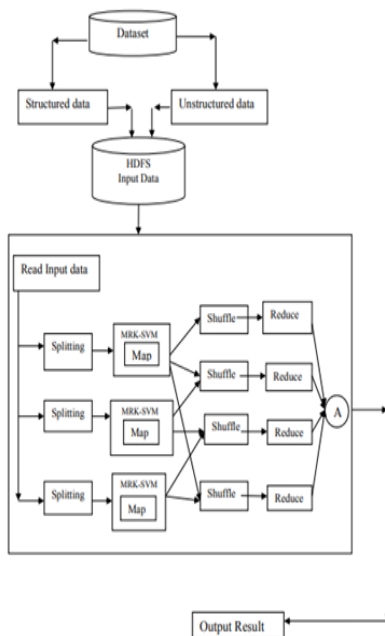 Dataset
Structured data
Unstructured data
HDFS
Input Data
Read Input data
Splitting
MRK-SVM
Map
Shuffle
Reduce
Shuffle
Reduce
Splitting
MRK-SVM
Map
A
Shuffle
Reduce
Splitting
MRK-SVM
Map
Shuffle
Reduce
Output Result